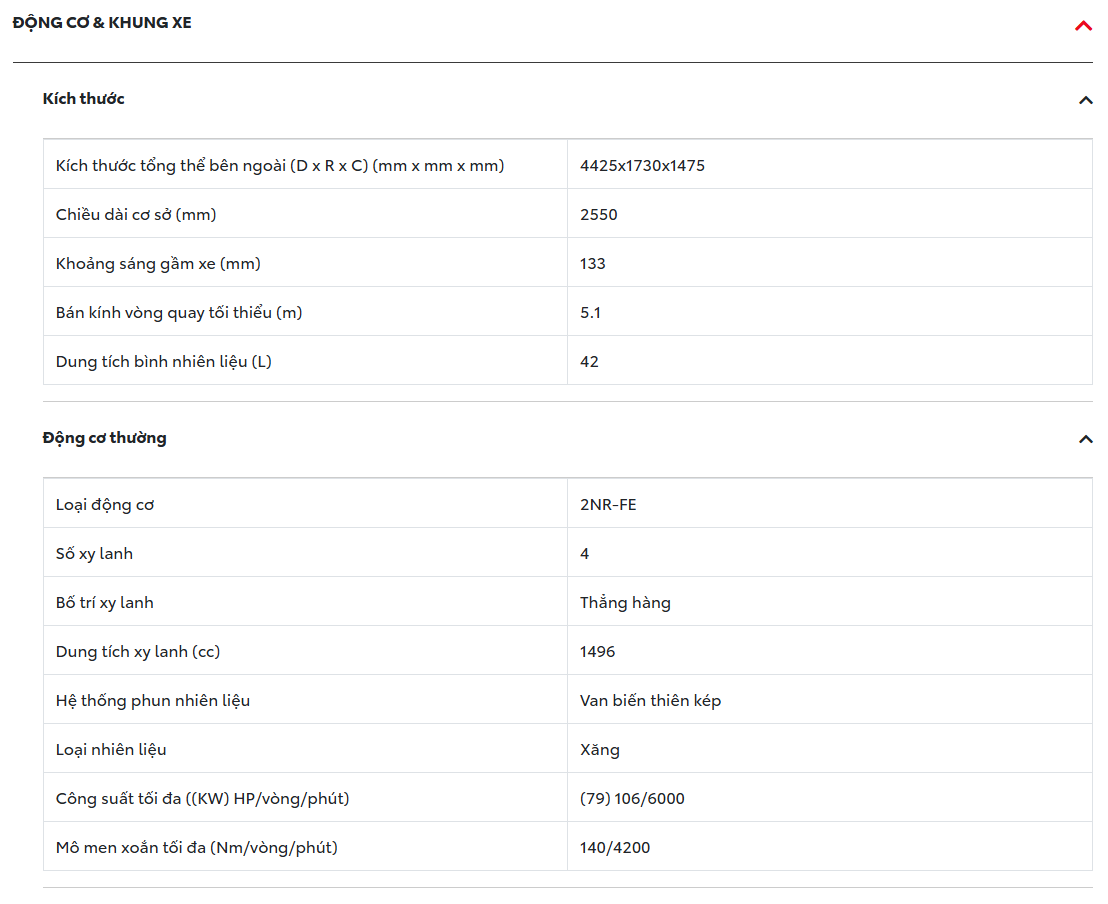 ĐỘNG CƠ & KHUNG XE
Kích thước
Kích thước tổng thể bên ngoài (D x R x C) (mm x mm x mm) 4425x1730x1475
Chiều dài cơ sở (mm) 2550
Khoảng sáng gầm xe (mm) 133
Bán kính vòng quay tối thiểu (m) 5.1
Dung tích bình nhiên liệu (L) 42
Động cơ thường
Loại động cơ 2NR-FE
Số xy lanh 4
Bố trí xy lanh Thẳng hàng
Dung tích xy lanh (cc) 1496
Hệ thống phun nhiên liệu Van biến thiên kép
Loại nhiên liệu Xăng
Công suất tối đa ((KW) HP/vòng/phút) (79) 106/6000
Mô men xoắn tối đa (Nm/vòng/phút) 140/4200